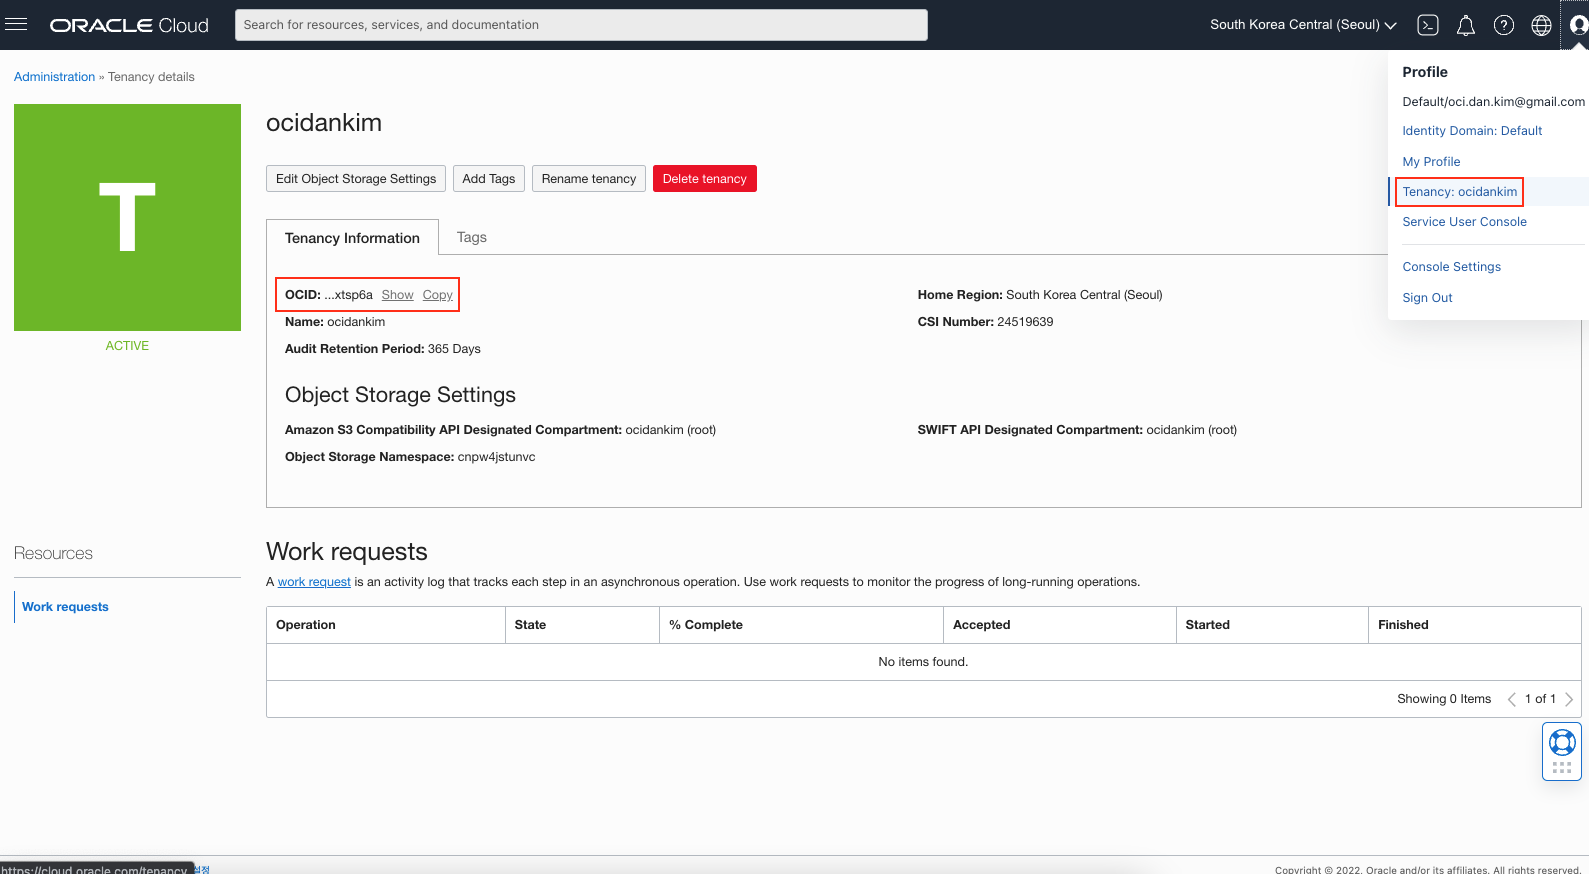 ORACLE Cloud
Search for resources, services, and documentation
South Korea Central (Seoul)
Administration » Tenancy details
T
ACTIVE
ocidankim
Edit Object Storage Settings
Add Tags
Rename tenancy
Delete tenancy
Tenancy Information
Tags
OCID: ...xtsp6a Show Copy
Home Region: South Korea Central (Seoul)
Name: ocidankim
CSI Number: 24519639
Audit Retention Period: 365 Days
Object Storage Settings
Amazon S3 Compatibility API Designated Compartment: ocidankim (root)
SWIFT API Designated Compartment: ocidankim (root)
Object Storage Namespace: cnpw4jstunvc
Profile
Default/oci.dan.kim@gmail.com
Identity Domain: Default
My Profile
Tenancy: ocidankim
Service User Console
Console Settings
Sign Out
Resources
Work requests
Work requests
A work request is an activity log that tracks each step in an asynchronous operation. Use work requests to monitor the progress of long-running operations.
Operation State % Complete Accepted Started Finished
No items found.
Showing 0 Items 1 of 1
https://cloud.oracle.com/tenancy
설정
Copyright © 2022, Oracle and/or its affiliates. All rights reserved.